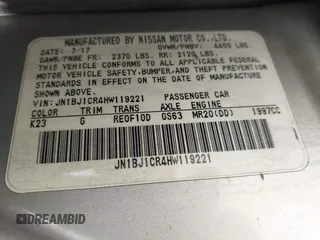 MANUFACTURED BY NISSAN MOTOR CO.,LTD.
DATE: 7/17 GVWR/PNBV: 4455 LBS.
GAWR/PNBE FR: 2370 LBS. RR: 2120 LBS.
THIS VEHICLE CONFORMS TO ALL APPLICABLE FEDERAL
MOTOR VEHICLE SAFETY, BUMPER, AND THEFT PREVENTION
STANDARDS IN EFFECT ON THE DATE OF MANUFACTURE
SHOWN ABOVE.
VIN: JN1BJ1CR4HW119221 PASSENGER CAR
COLOR TRIM TRANS AXLE ENGINE
K23 G RE0F10D GS63 MR20(DD) 1997CC
JN1BJ1CR4HW119221
DREAMBID